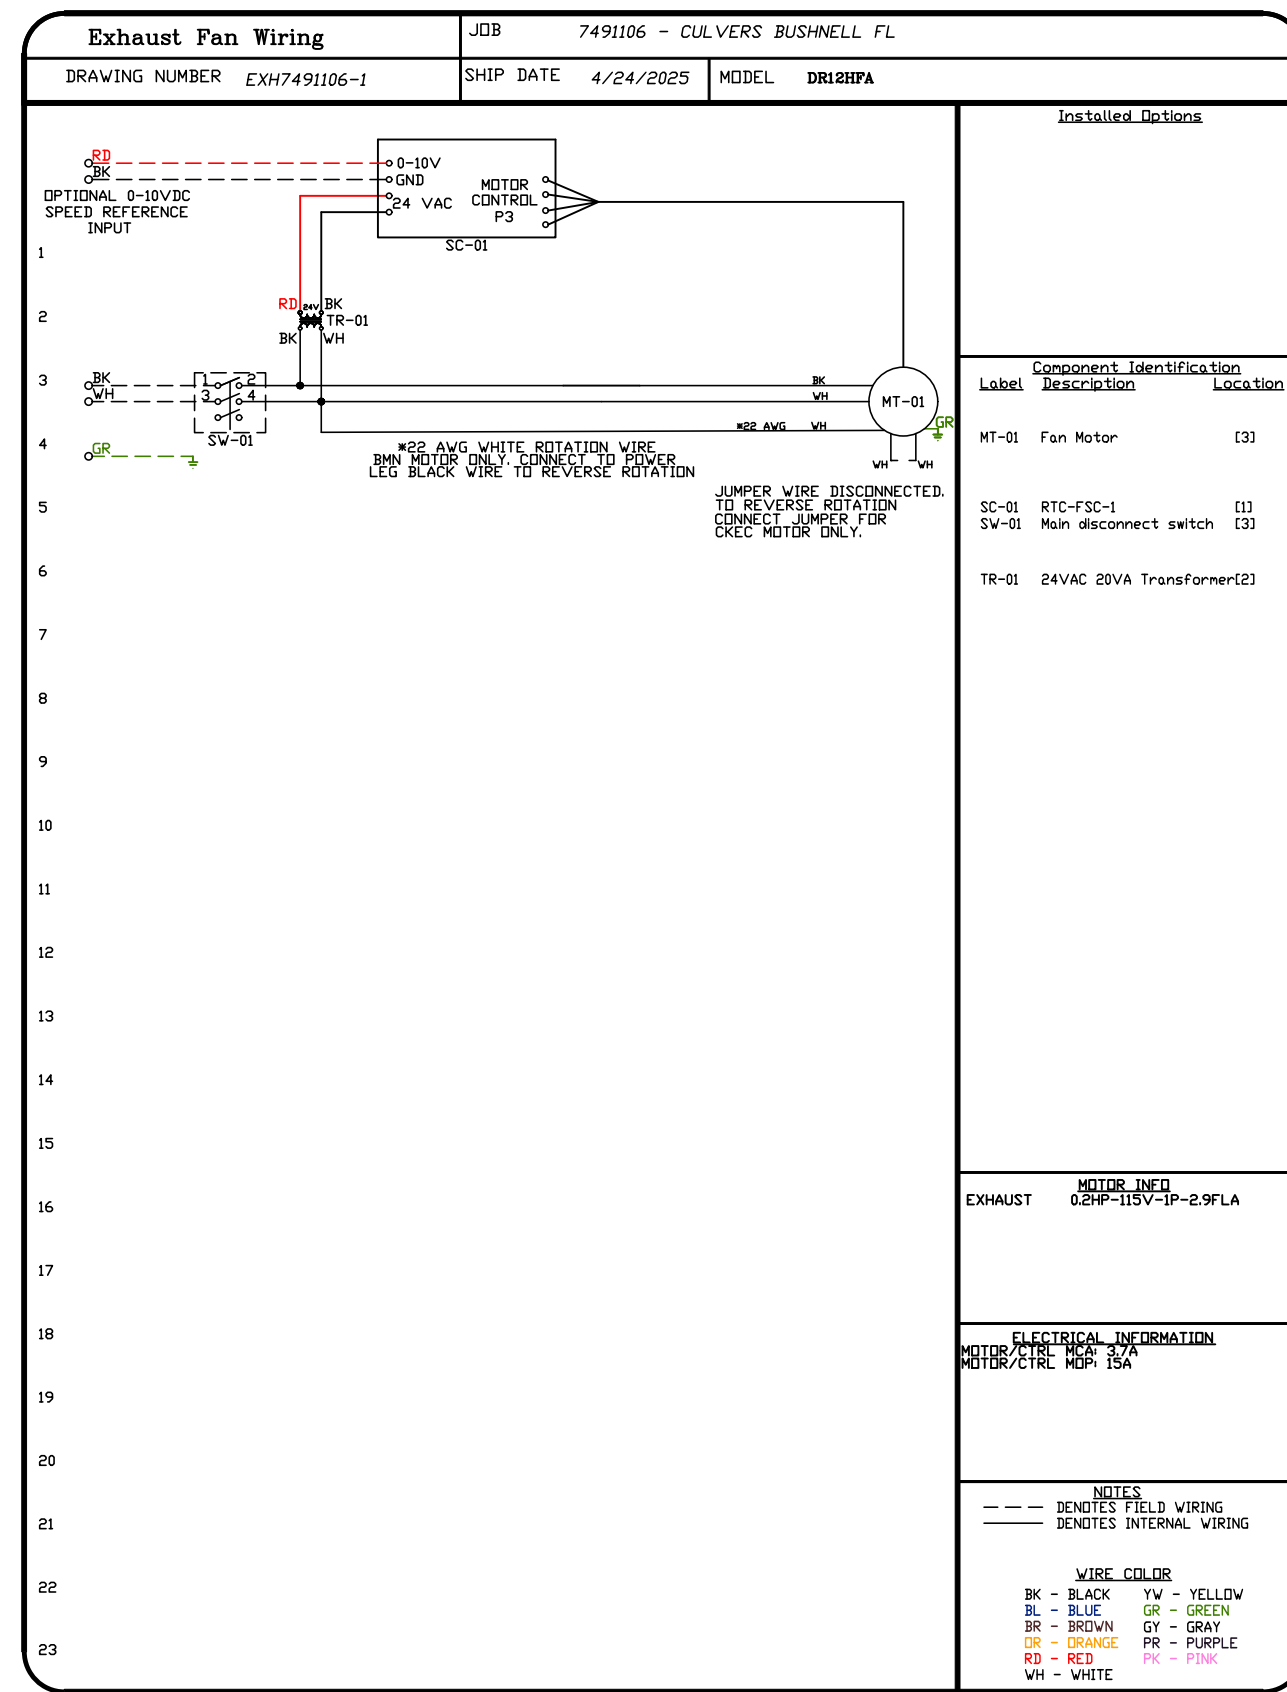 Exhaust Fan Wiring
JOB 7491106 - CULVERS BUSHNELL FL
DRAWING NUMBER EXH7491106-1
SHIP DATE 4/24/2025
MODEL DR12HFA
RD
BK
OPTIONAL 0-10VDC
SPEED REFERENCE
INPUT
0-10V
GND
24 VAC
MOTOR
CONTROL
P3
SC-01
RD 24V BK
TR-01
BK WH
BK
WH
1 2
3 4
SW-01
GR
BK
WH
MT-01
*22 AWG WH
GR
WH WH
*22 AWG WHITE ROTATION WIRE
BMN MOTOR ONLY. CONNECT TO POWER
LEG BLACK WIRE TO REVERSE ROTATION
JUMPER WIRE DISCONNECTED.
TO REVERSE ROTATION
CONNECT JUMPER FOR
CKEC MOTOR ONLY.
1
2
3
4
5
6
7
8
9
10
11
12
13
14
15
16
17
18
19
20
21
22
23
Installed Options
Component Identification
Label Description Location
MT-01 Fan Motor [3]
SC-01 RTC-FSC-1 [1]
SW-01 Main disconnect switch [3]
TR-01 24VAC 20VA Transformer[2]
MOTOR INFO
EXHAUST 0.2HP-115V-1P-2.9FLA
ELECTRICAL INFORMATION
MOTOR/CTRL MCA: 3.7A
MOTOR/CTRL MOP: 15A
NOTES
DENOTES FIELD WIRING
DENOTES INTERNAL WIRING
WIRE COLOR
BK - BLACK YW - YELLOW
BL - BLUE GR - GREEN
BR - BROWN GY - GRAY
OR - ORANGE PR - PURPLE
RD - RED PK - PINK
WH - WHITE